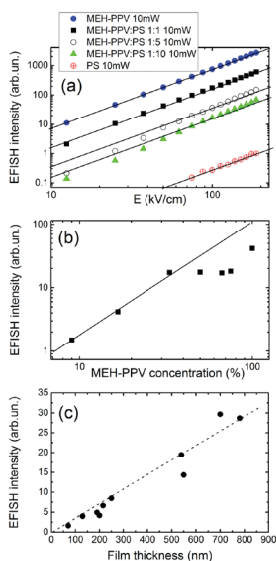 MEH-PPV 10mW
MEH-PPV:PS 1:1 10mW
MEH-PPV:PS 1:5 10mW
MEH-PPV:PS 1:10 10mW
PS 10mW
EFISH intensity (arb.un.)
1000
100
10
1
0.1
(a)
10
100
E (kV/cm)
EFISH intensity (arb.un.)
100
10
1
(b)
10
100
MEH-PPV concentration (%)
EFISH intensity (arb.un.)
35
30
25
20
15
10
5
0
(c)
0 100 200 300 400 500 600 700 800 900
Film thickness (nm)